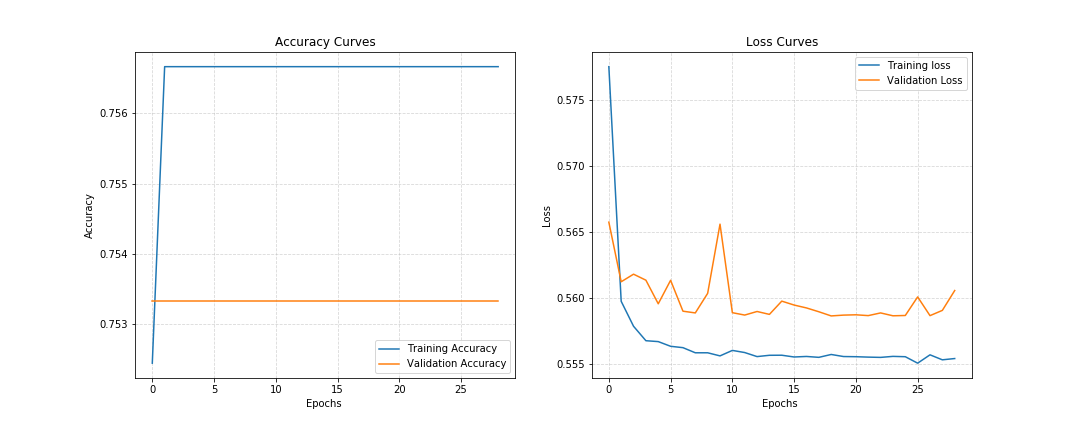 Accuracy Curves
0.756
0.755
0.754
0.753
Accuracy
0
5
10
15
20
25
Epochs
Training Accuracy
Validation Accuracy
Loss Curves
0.575
0.570
0.565
0.560
0.555
Loss
0
5
10
15
20
25
Epochs
Training loss
Validation Loss